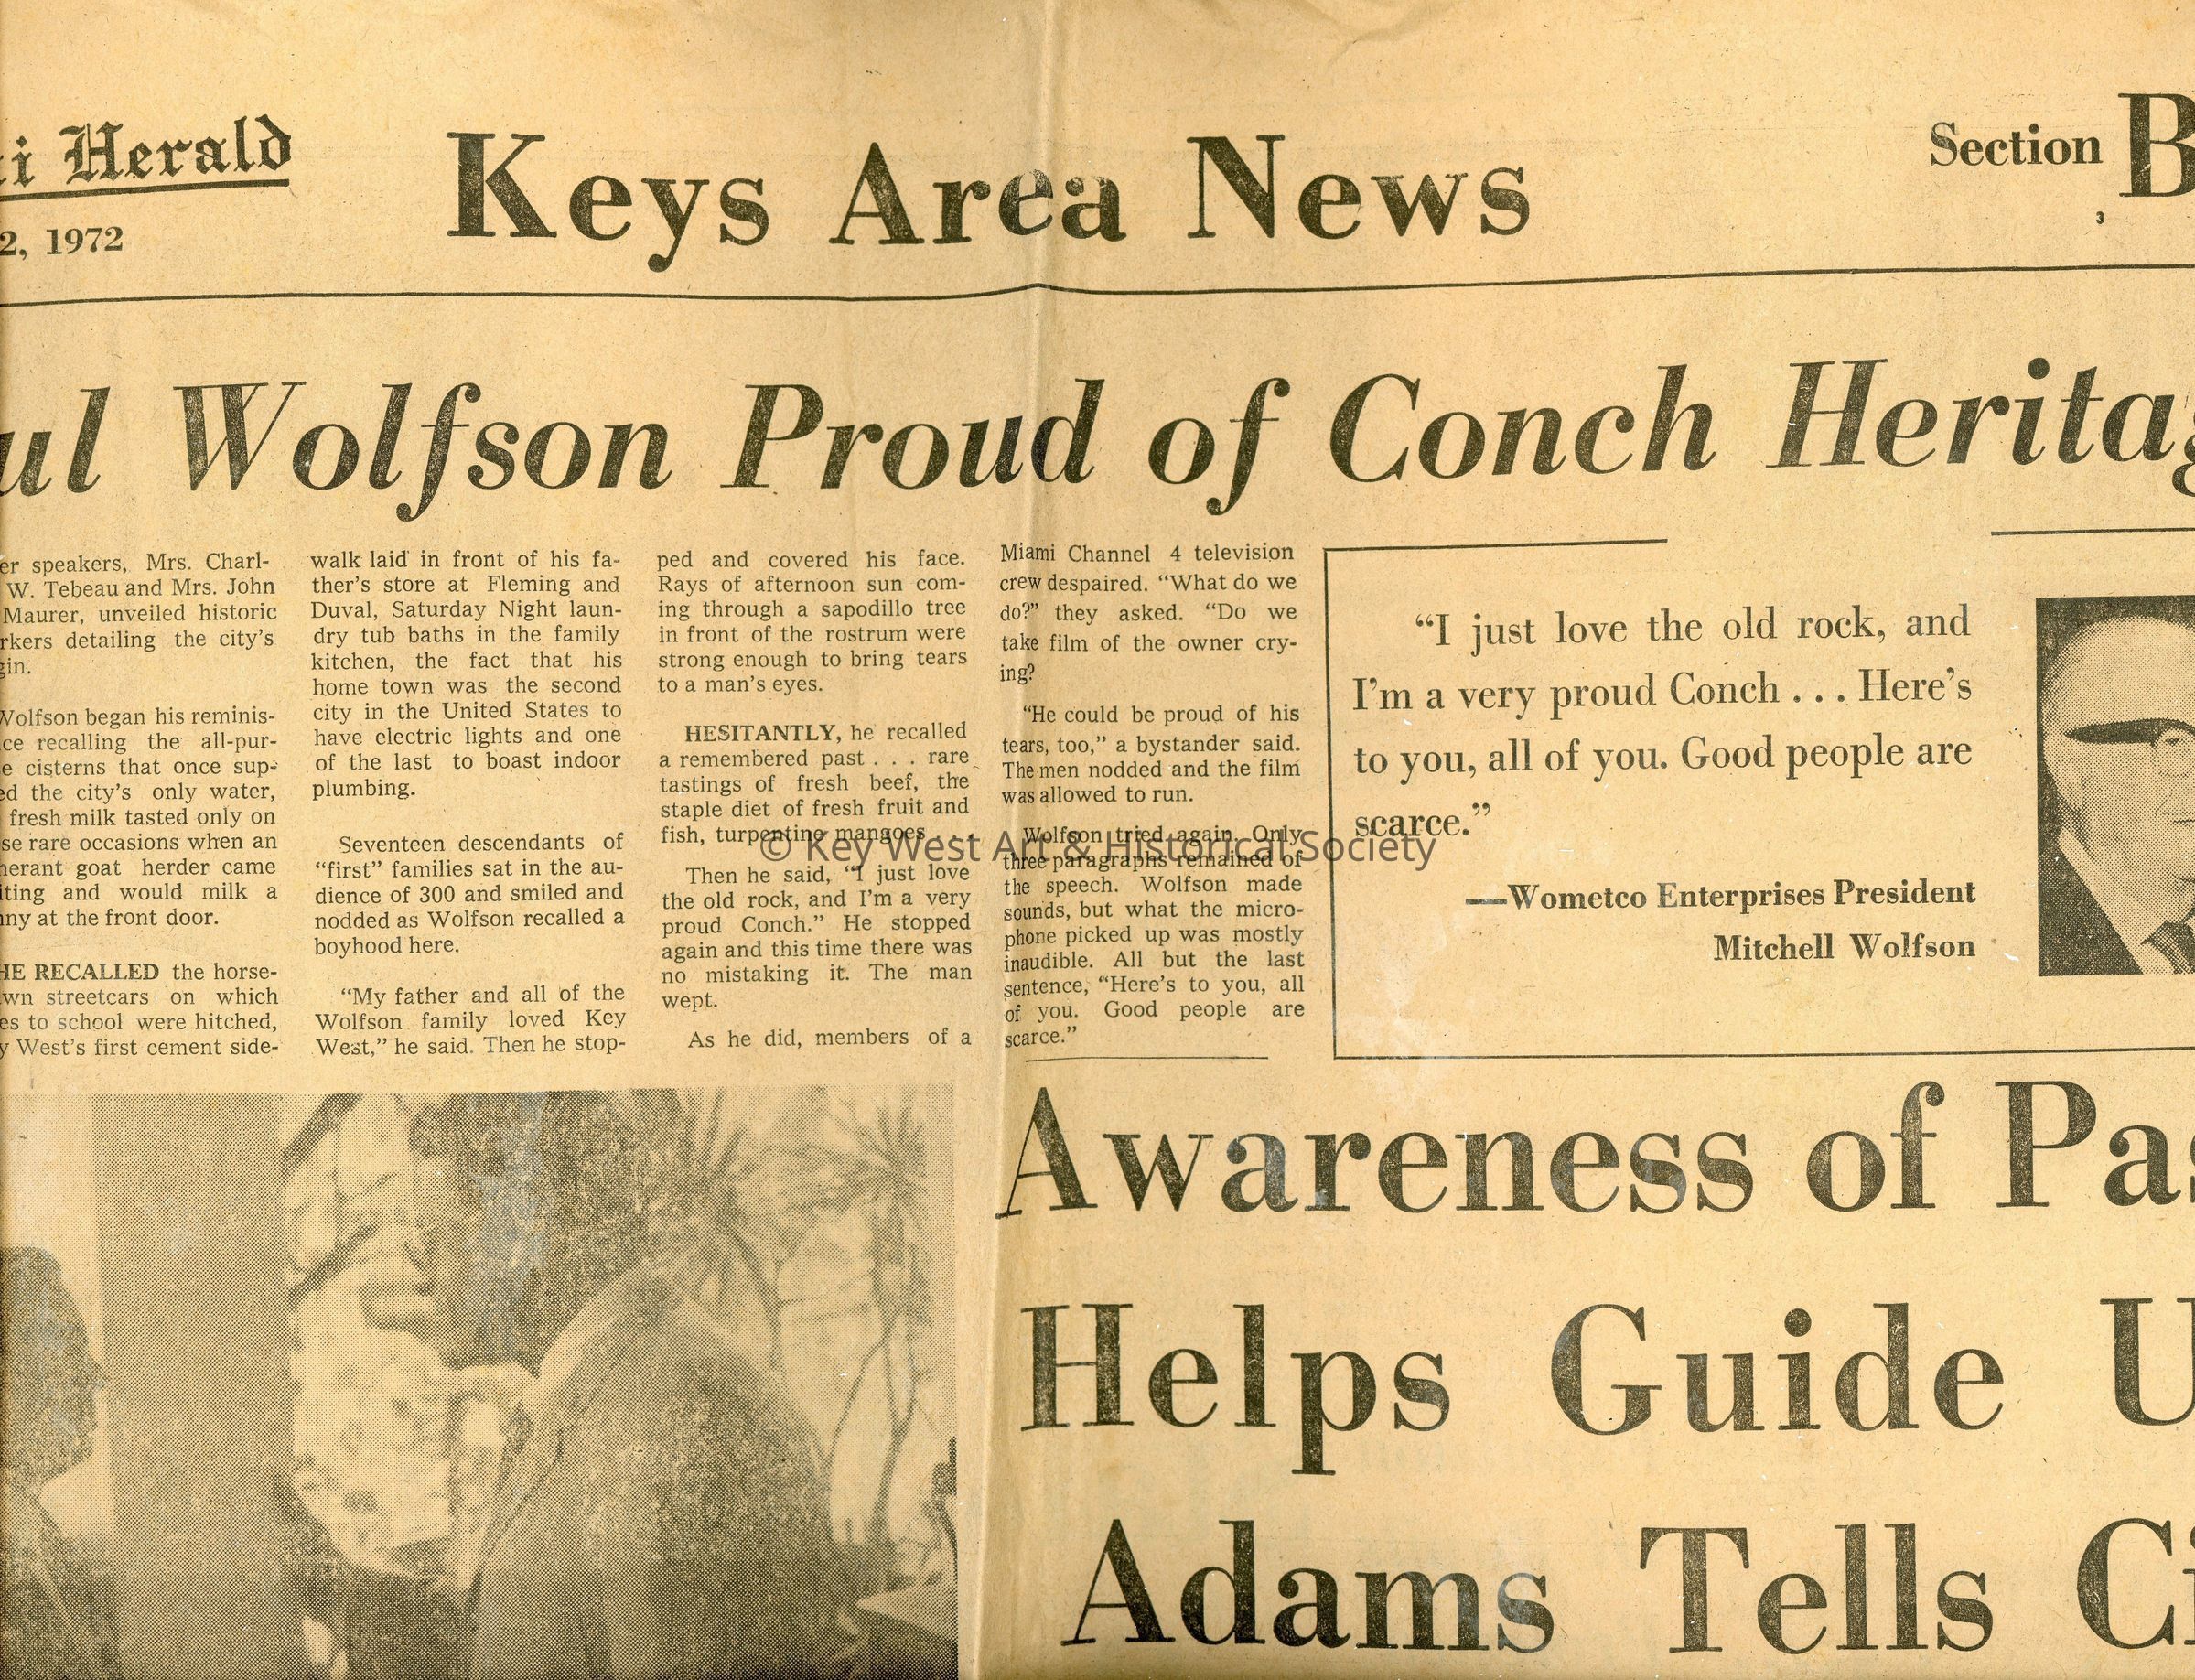 Herald
2, 1972
Keys Area News
Section B
3
Wolfson Proud of Conch
speakers, Mrs. Charl-
W. Tebeau and Mrs. John
Maurer, unveiled historic
detailing the city's
Wolfson began his reminis-
recalling the all-pur-
cisterns that once sup-
the city's only water,
fresh milk tasted only on
rare occasions when an
goat herder came
and would milk a
at the front door.
HE RECALLED the horse-
streetcars on which
to school were hitched,
West's first cement side-
walk laid in front of his fa-
ther's store at Fleming and
Duval, Saturday Night laun-
dry tub baths in the family
kitchen, the fact that his
home town was the second
city in the United States to
have electric lights and one
of the last to boast indoor
plumbing.
Seventeen descendants of
“first” families sat in the au-
dience of 300 and smiled and
nodded as Wolfson recalled a
boyhood here.
“My father and all of the
Wolfson family loved Key
West,” he said. Then he stop-
ped and covered his face.
Rays of afternoon sun com-
ing through a sapodillo tree
in front of the rostrum were
strong enough to bring tears
to a man's eyes.
HESITANTLY, he recalled
a remembered past . . . rare
tastings of fresh beef, the
staple diet of fresh fruit and
fish, turpentine mangoes . . .
Then he said, “I just love
the old rock, and I'm a very
proud Conch.” He stopped
again and this time there was
no mistaking it. The man
wept.
As he did, members of a
Miami Channel 4 television
crew despaired. “What do we
do?” they asked. “Do we
take film of the owner cry-
ing?
“He could be proud of his
tears, too,” a bystander said.
The men nodded and the film
was allowed to run.
Wolfson tried again. Only
three paragraphs remained of
the speech. Wolfson made
sounds, but what the micro-
phone picked up was mostly
inaudible. All but the last
sentence, “Here's to you, all
of you. Good people are
scarce.”
“I just love the old rock, and
I'm a very proud Conch . . . Here's
to you, all of you. Good people are
scarce.”
—Wometco Enterprises President
Mitchell Wolfson
© Key West Art & Historical Society
Awareness of
Helps Guide
Adams Tells